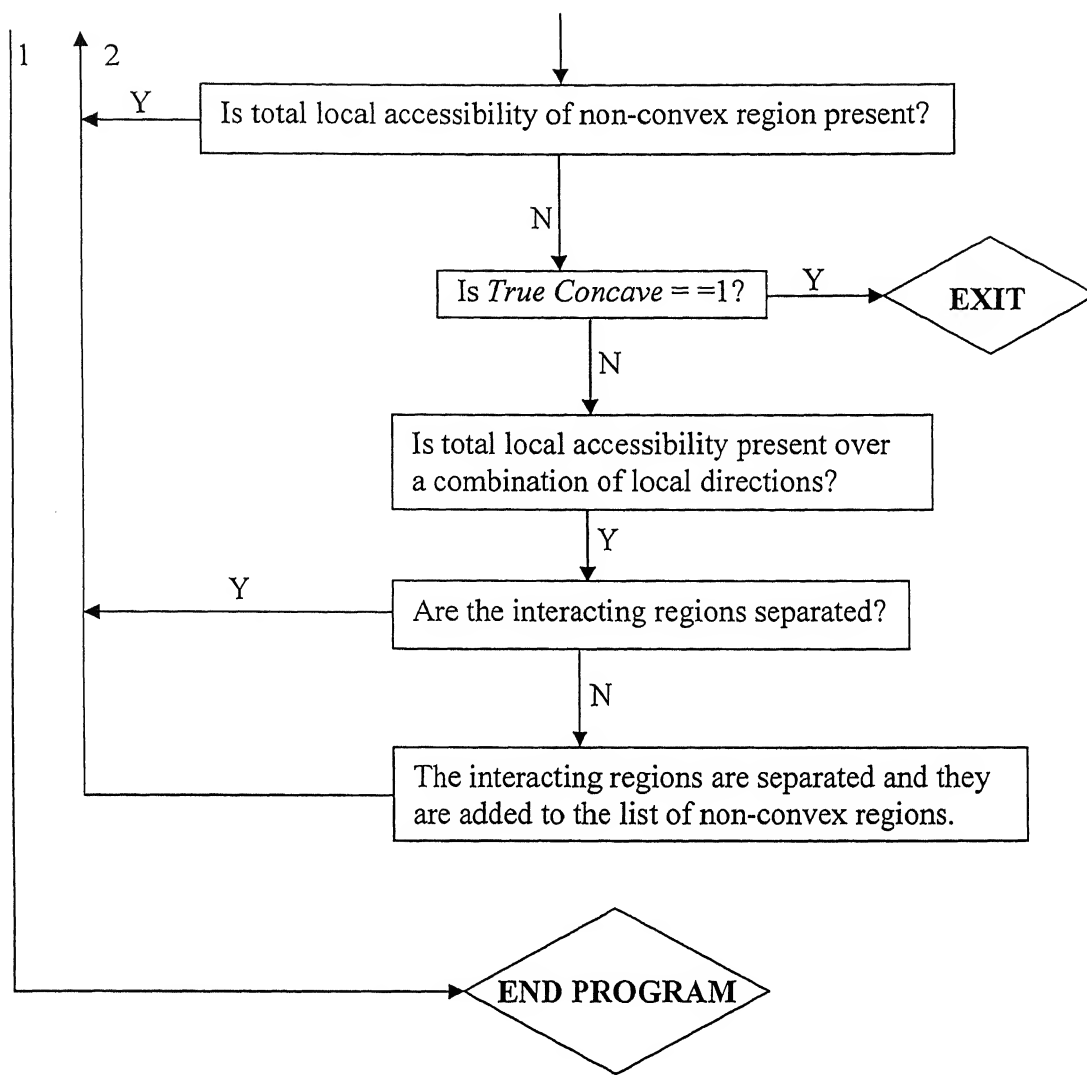 1
2
Y
Is total local accessibility of non-convex region present?
N
Is True Concave = =1?
Y
EXIT
N
Is total local accessibility present over
a combination of local directions?
Y
Y
Are the interacting regions separated?
N
The interacting regions are separated and they
are added to the list of non-convex regions.
END PROGRAM